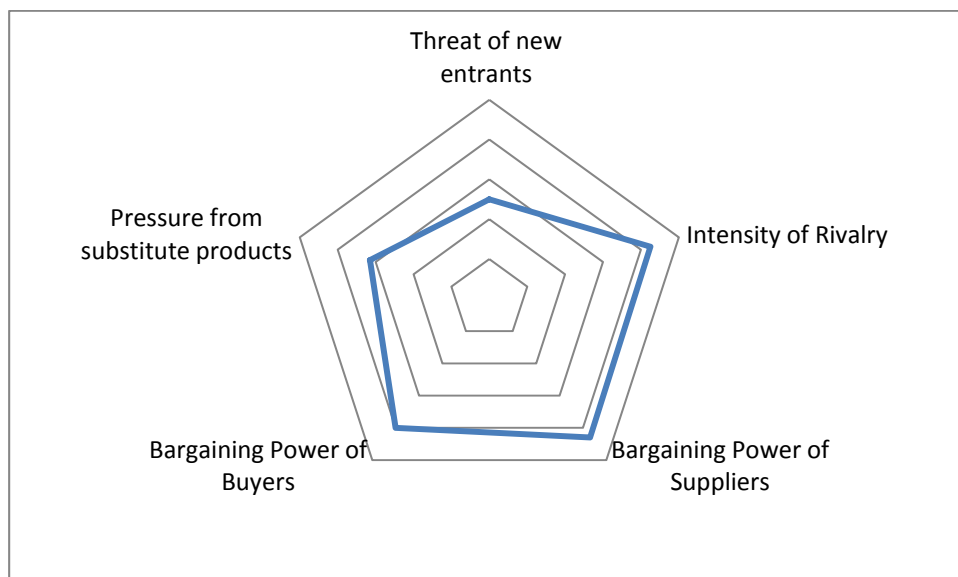 Threat of new
entrants
Intensity of Rivalry
Bargaining Power of
Suppliers
Bargaining Power of
Buyers
Pressure from
substitute products